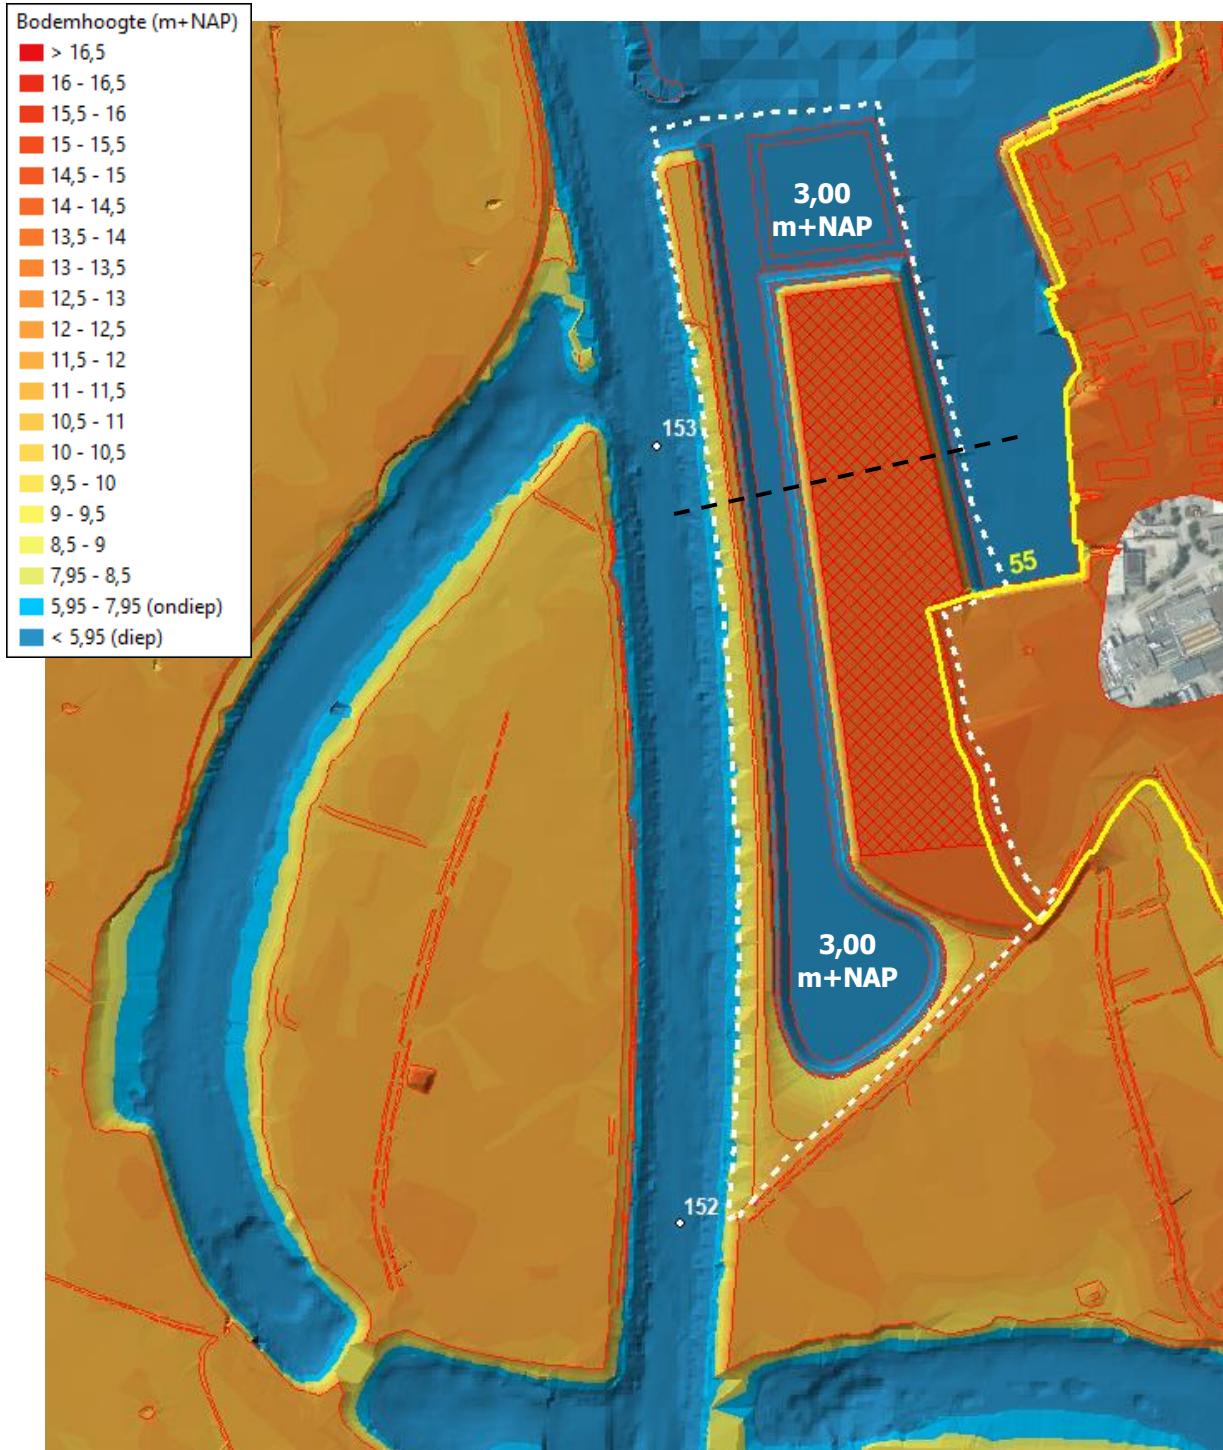 Bodemhoogte (m+NAP)
> 16,5
16 - 16,5
15,5 - 16
15 - 15,5
14,5 - 15
14 - 14,5
13,5 - 14
13 - 13,5
12,5 - 13
12 - 12,5
11,5 - 12
11 - 11,5
10,5 - 11
10 - 10,5
9,5 - 10
9 - 9,5
8,5 - 9
7,95 - 8,5
5,95 - 7,95 (ondiep)
< 5,95 (diep)
3,00
m+NAP
153
55
3,00
m+NAP
152